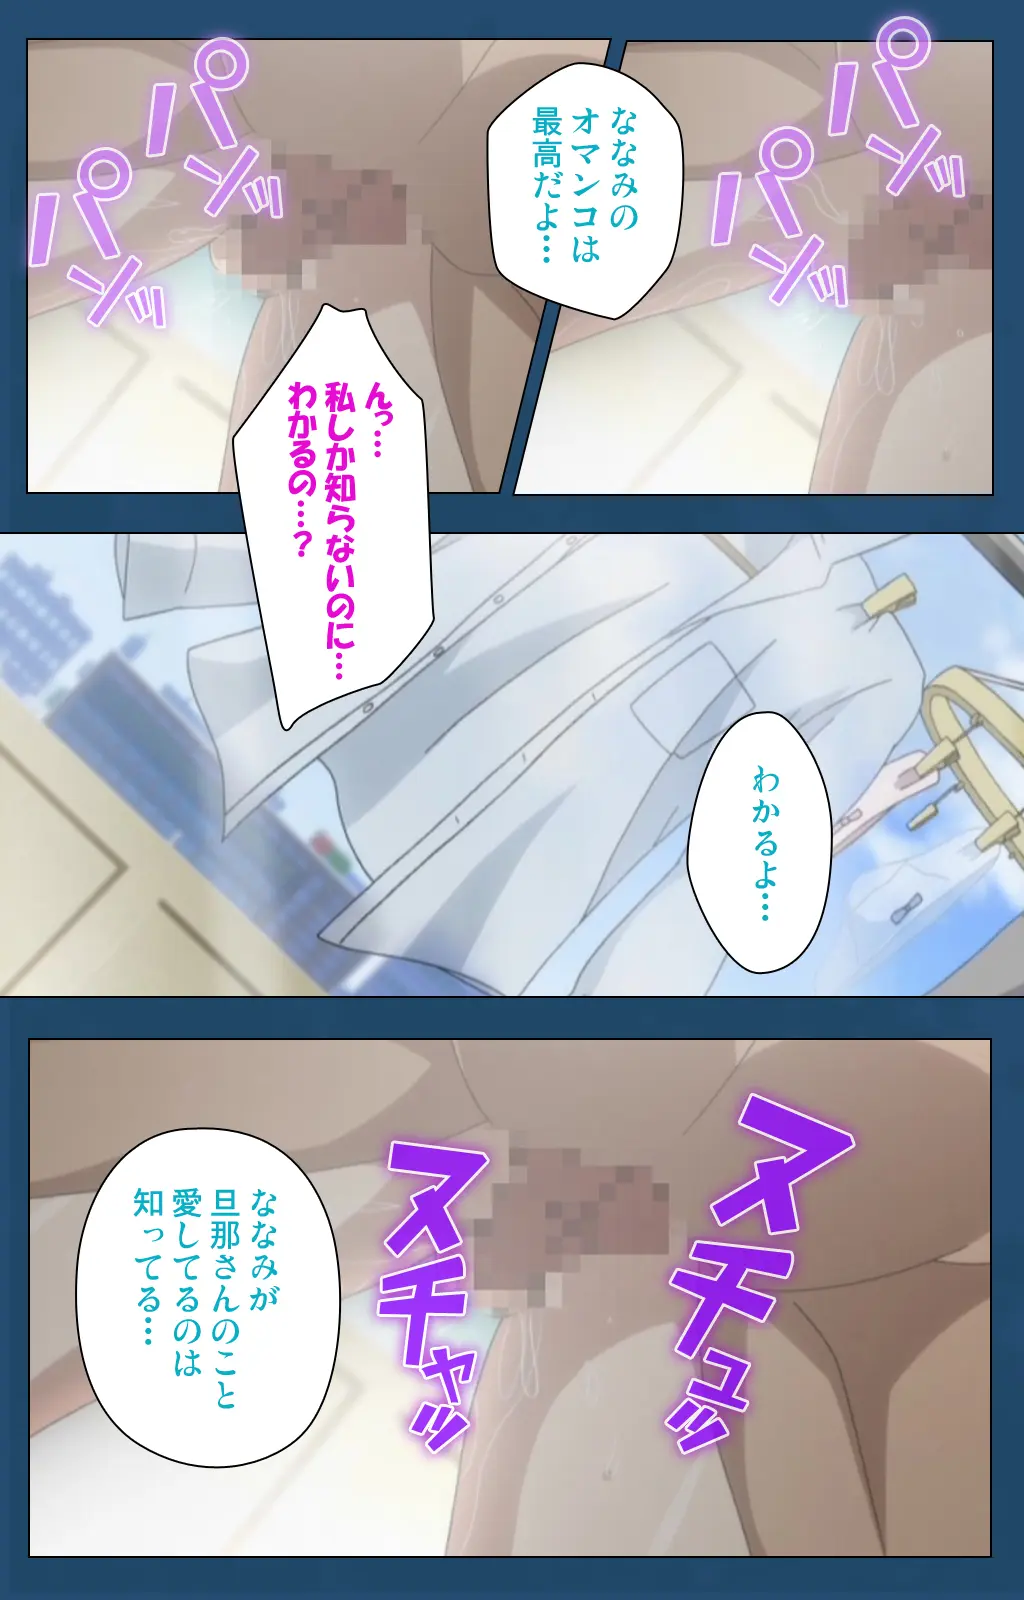 パンッ
パンッ
ななみの
オマンコは
最高だよ…
パンッ
パンッ
んっ…
私しか知らないのに…
わかるの…?
わかるよ…
ヌチュッ
ヌチャッ
ななみが
旦那さんのこと
愛してるのは
知ってる…